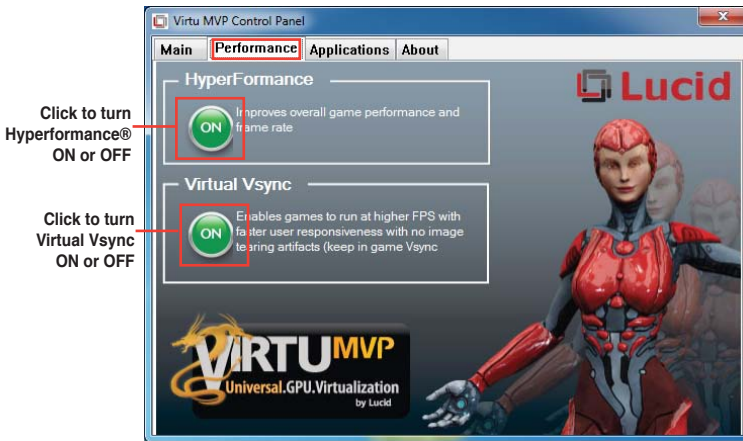 Virtu MVP Control Panel
Main
Performance
Applications
About
HyperFormance
ON
Improves overall game performance and
frame rate
Lucid
Click to turn
Hyperformance®
ON or OFF
Virtual Vsync
ON
Enables games to run at higher FPS with
faster user responsiveness with no image
tearing artifacts (keep in game Vsync
Click to turn
Virtual Vsync
ON or OFF
VIRTU MVP
Universal.GPU.Virtualization
by Lucid